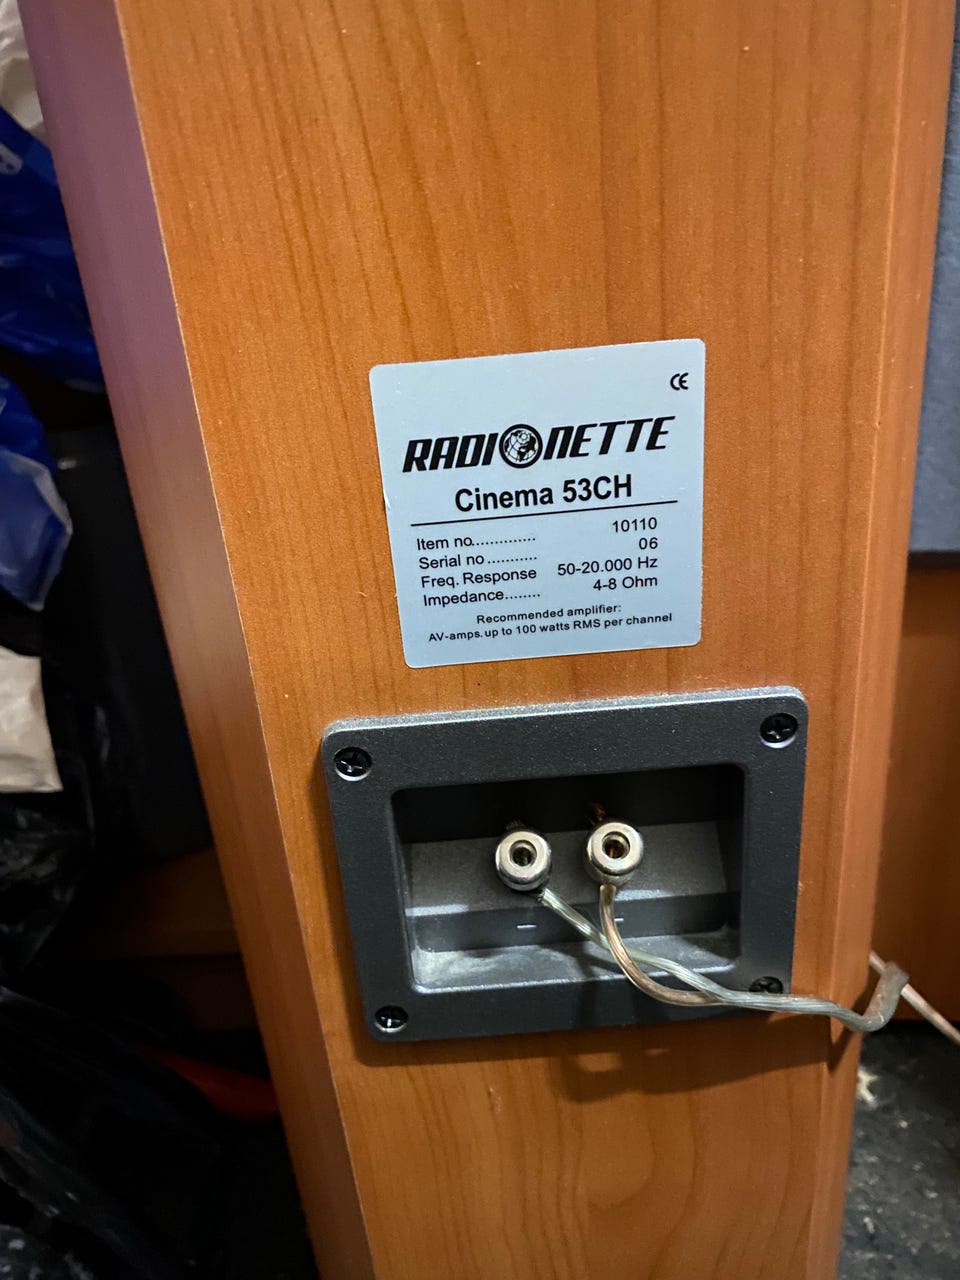 CE
RADIONETTE
Cinema 53CH
Item no.............. 10110
Serial no ........... 06
Freq. Response 50-20.000 Hz
Impedance........ 4-8 Ohm
Recommended amplifier:
AV-amps. up to 100 watts RMS per channel